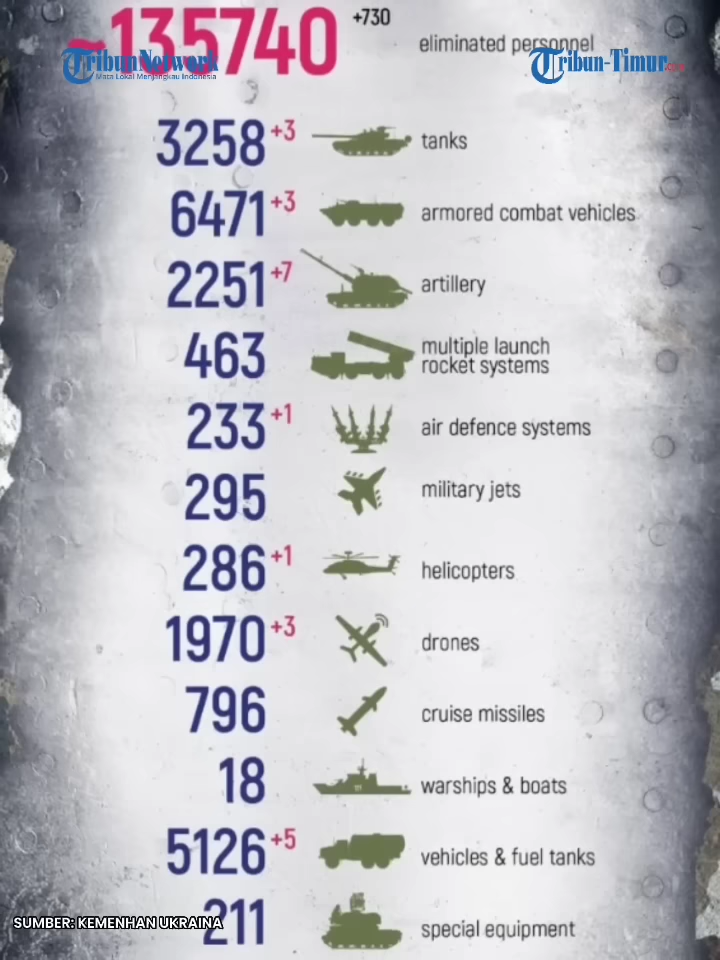 ~135740 +730 eliminated personnel
TribunNetwork
Mata Lokal Menjangkau Indonesia
Tribun-Timur.com
3258 +3 tanks
6471 +3 armored combat vehicles
2251 +7 artillery
463 multiple launch
rocket systems
233 +1 air defence systems
295 military jets
286 +1 helicopters
1970 +3 drones
796 cruise missiles
18 warships & boats
5126 +5 vehicles & fuel tanks
211 special equipment
SUMBER: KEMENHAN UKRAINA